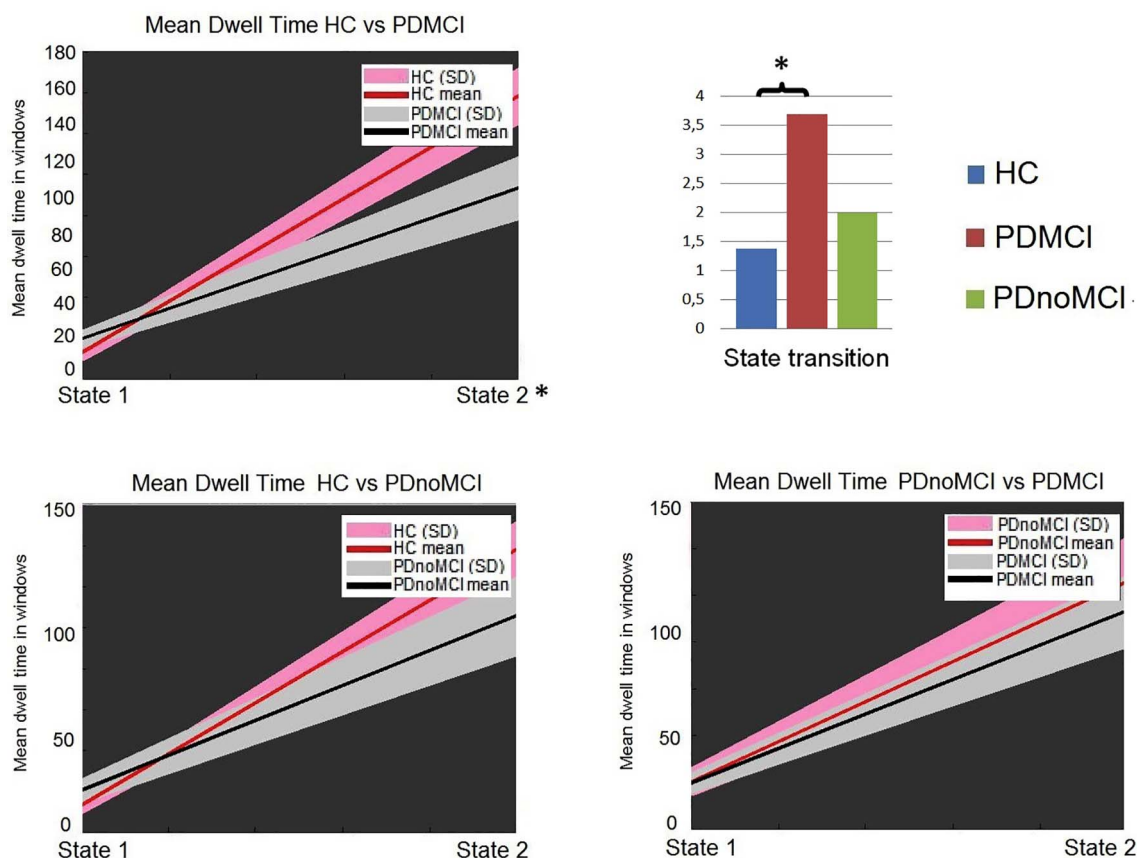 Mean Dwell Time HC vs PDMCI
Mean dwell time in windows
180
160
140
120
100
80
60
40
20
0
HC (SD)
HC mean
PDMCI (SD)
PDMCI mean
State 1
State 2 *
*
4
3,5
3
2,5
2
1,5
1
0,5
0
State transition
HC
PDMCI
PDnoMCI
Mean Dwell Time HC vs PDnoMCI
Mean dwell time in windows
150
100
50
0
HC (SD)
HC mean
PDnoMCI (SD)
PDnoMCI mean
State 1
State 2
Mean Dwell Time PDnoMCI vs PDMCI
Mean dwell time in windows
150
100
50
0
PDnoMCI (SD)
PDnoMCI mean
PDMCI (SD)
PDMCI mean
State 1
State 2